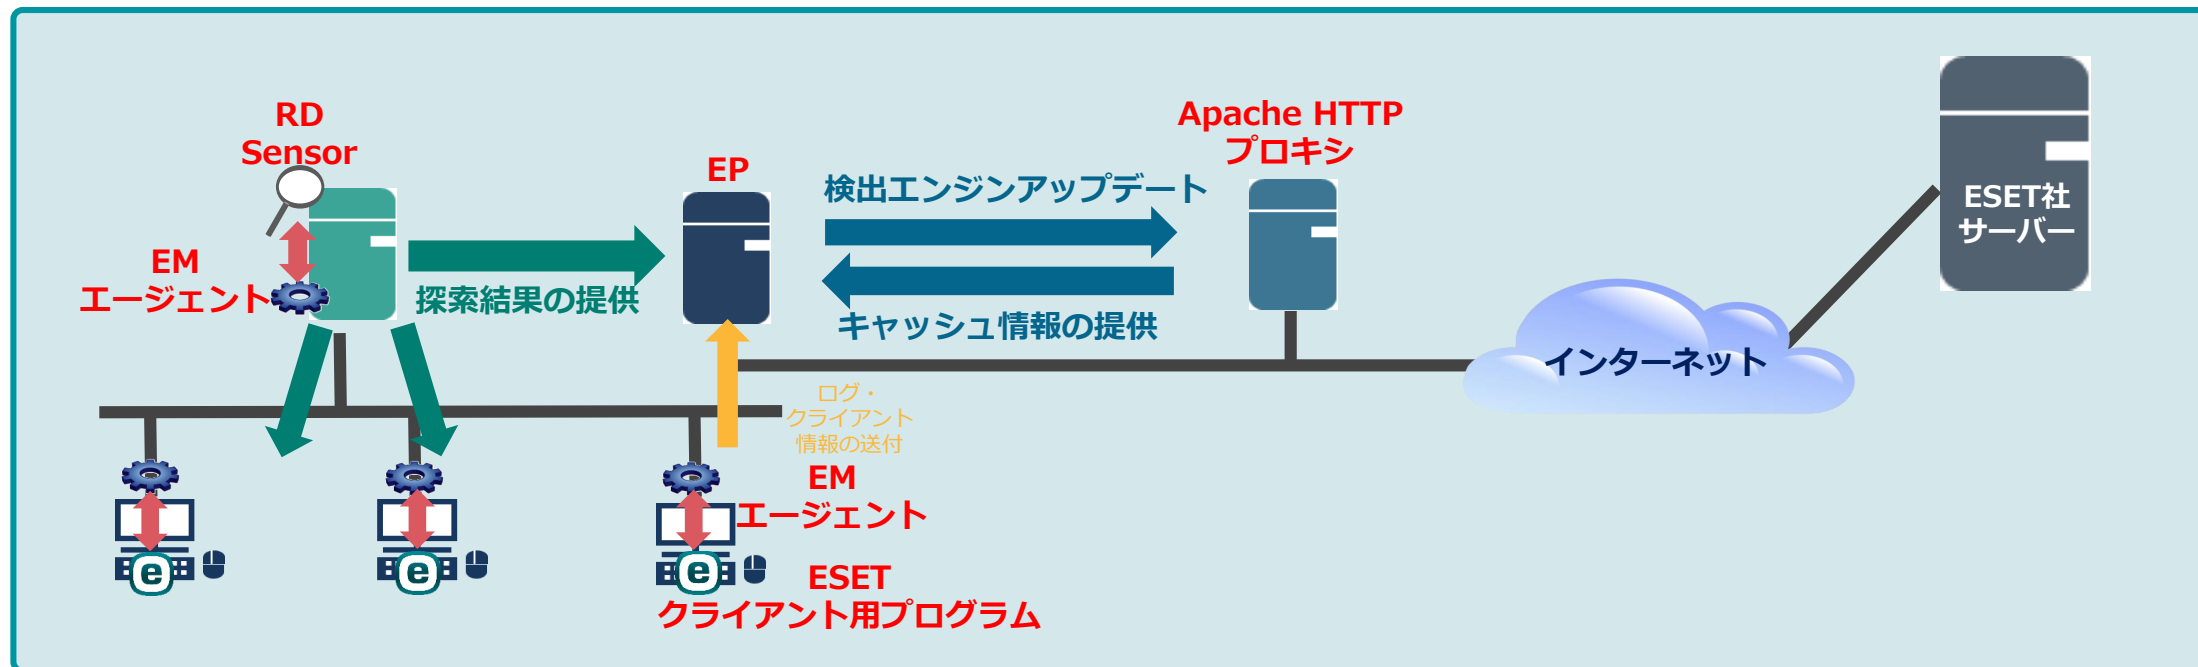 RD
Sensor
EM
エージェント
探索結果の提供
EP
検出エンジンアップデート
キャッシュ情報の提供
Apache HTTP
プロキシ
ESET社
サーバー
インターネット
ログ・
クライアント
情報の送付
EM
エージェント
ESET
クライアント用プログラム
e
e
e